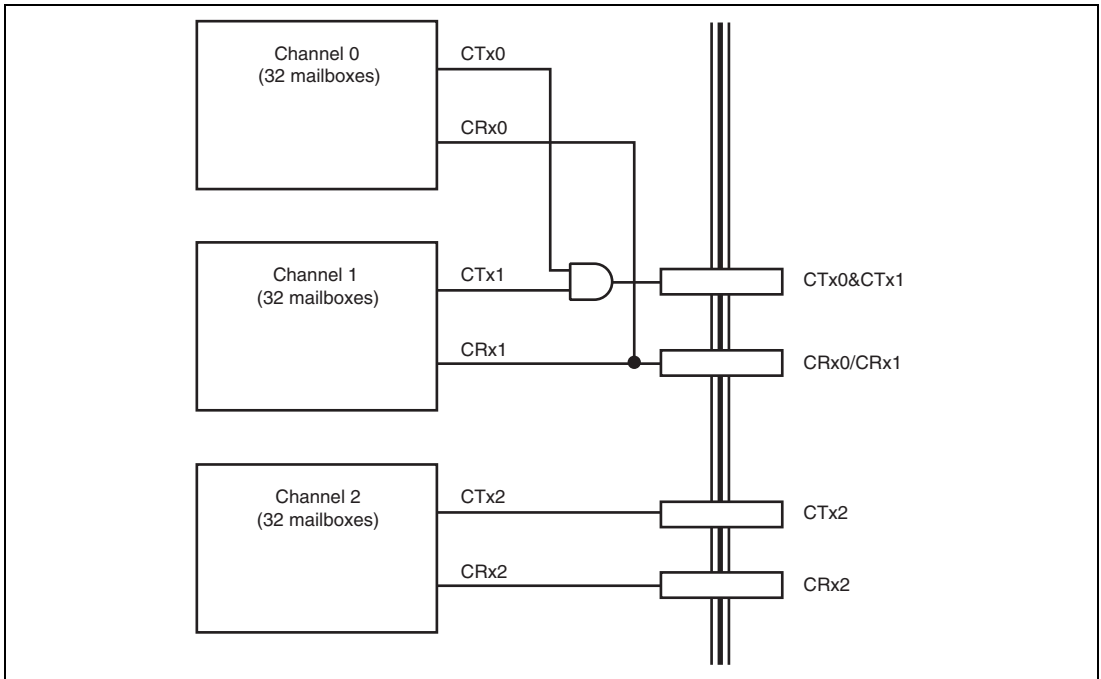 Channel 0
(32 mailboxes)
CTx0
CRx0
Channel 1
(32 mailboxes)
CTx1
CRx1
CTx0&CTx1
CRx0/CRx1
Channel 2
(32 mailboxes)
CTx2
CRx2
CTx2
CRx2